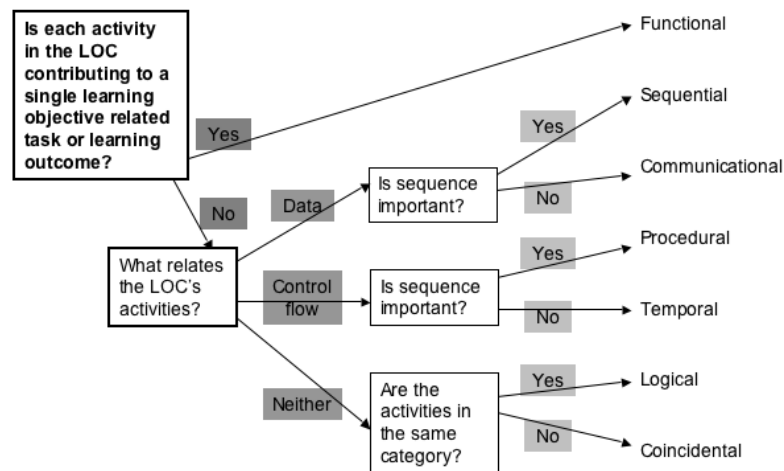 Is each activity
in the LOC
contributing to a
single learning
objective related
task or learning
outcome?
Yes
Functional
No
What relates
the LOC's
activities?
Data
Is sequence
important?
Yes
Sequential
No
Communicational
Control
flow
Is sequence
important?
Yes
Procedural
No
Temporal
Neither
Are the
activities in
the same
category?
Yes
Logical
No
Coincidental